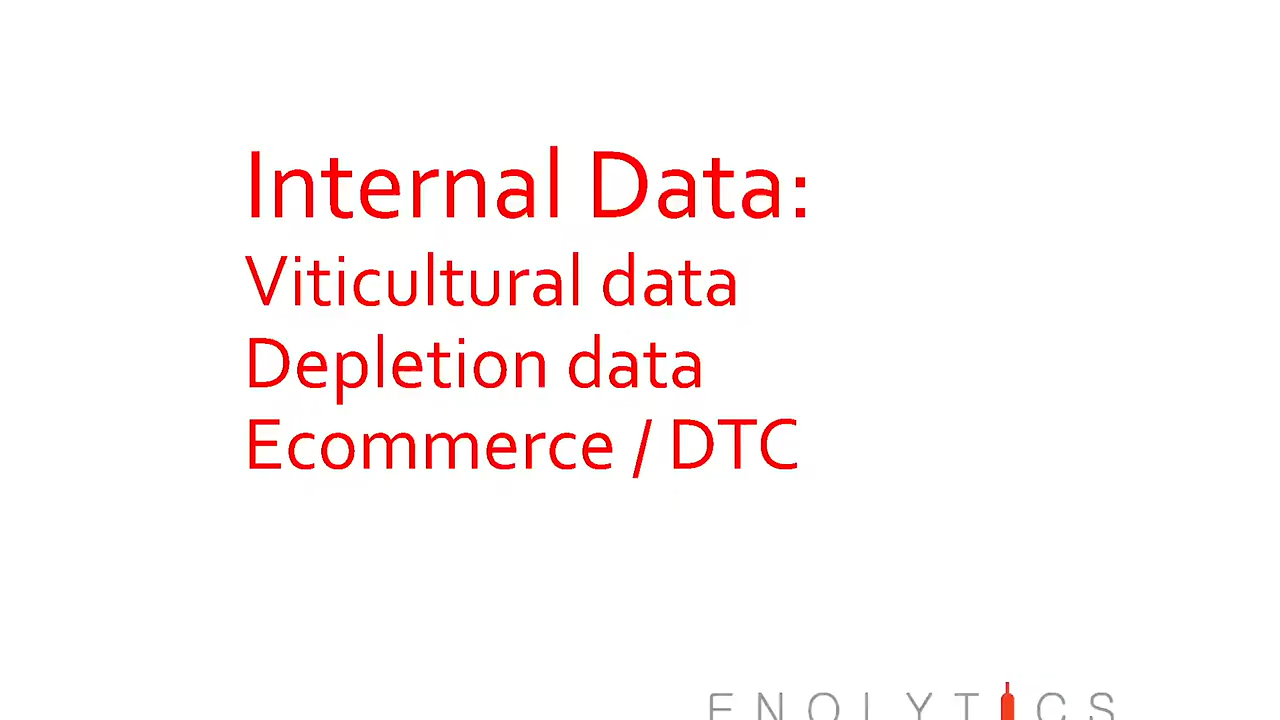 Internal Data:
Viticultural data
Depletion data
Ecommerce / DTC
ENOLYTICS